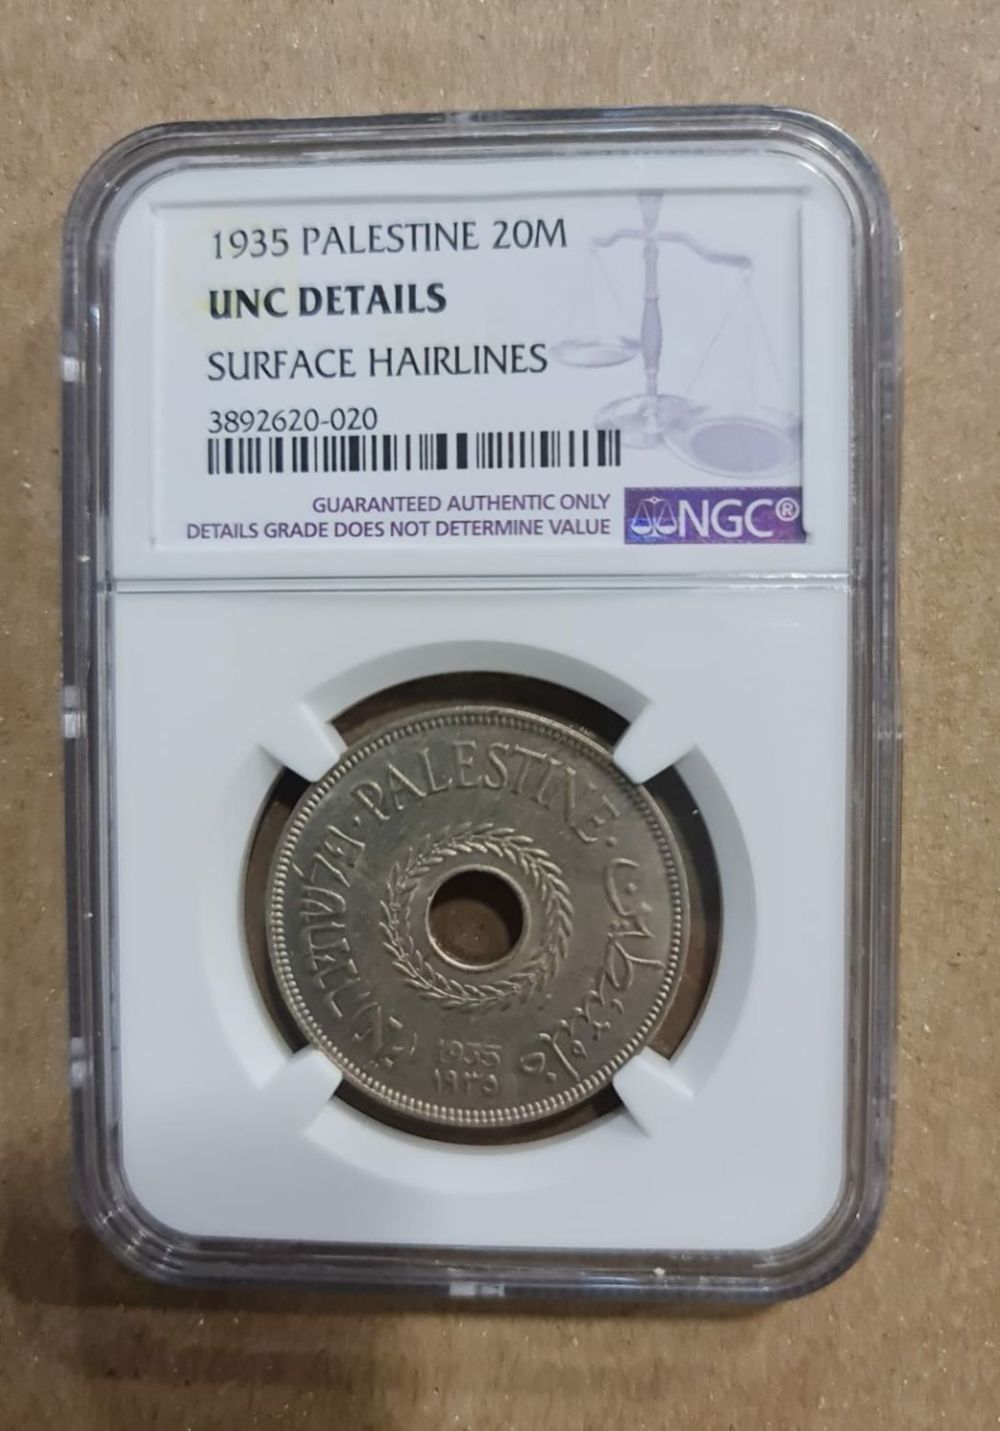 1935 PALESTINE 20M
UNC DETAILS
SURFACE HAIRLINES
3892620-020
GUARANTEED AUTHENTIC ONLY
DETAILS GRADE DOES NOT DETERMINE VALUE
NGC®
·PALESTINE·
فلسطين
פלשתינה (א״י)
1935
١٩٣٥